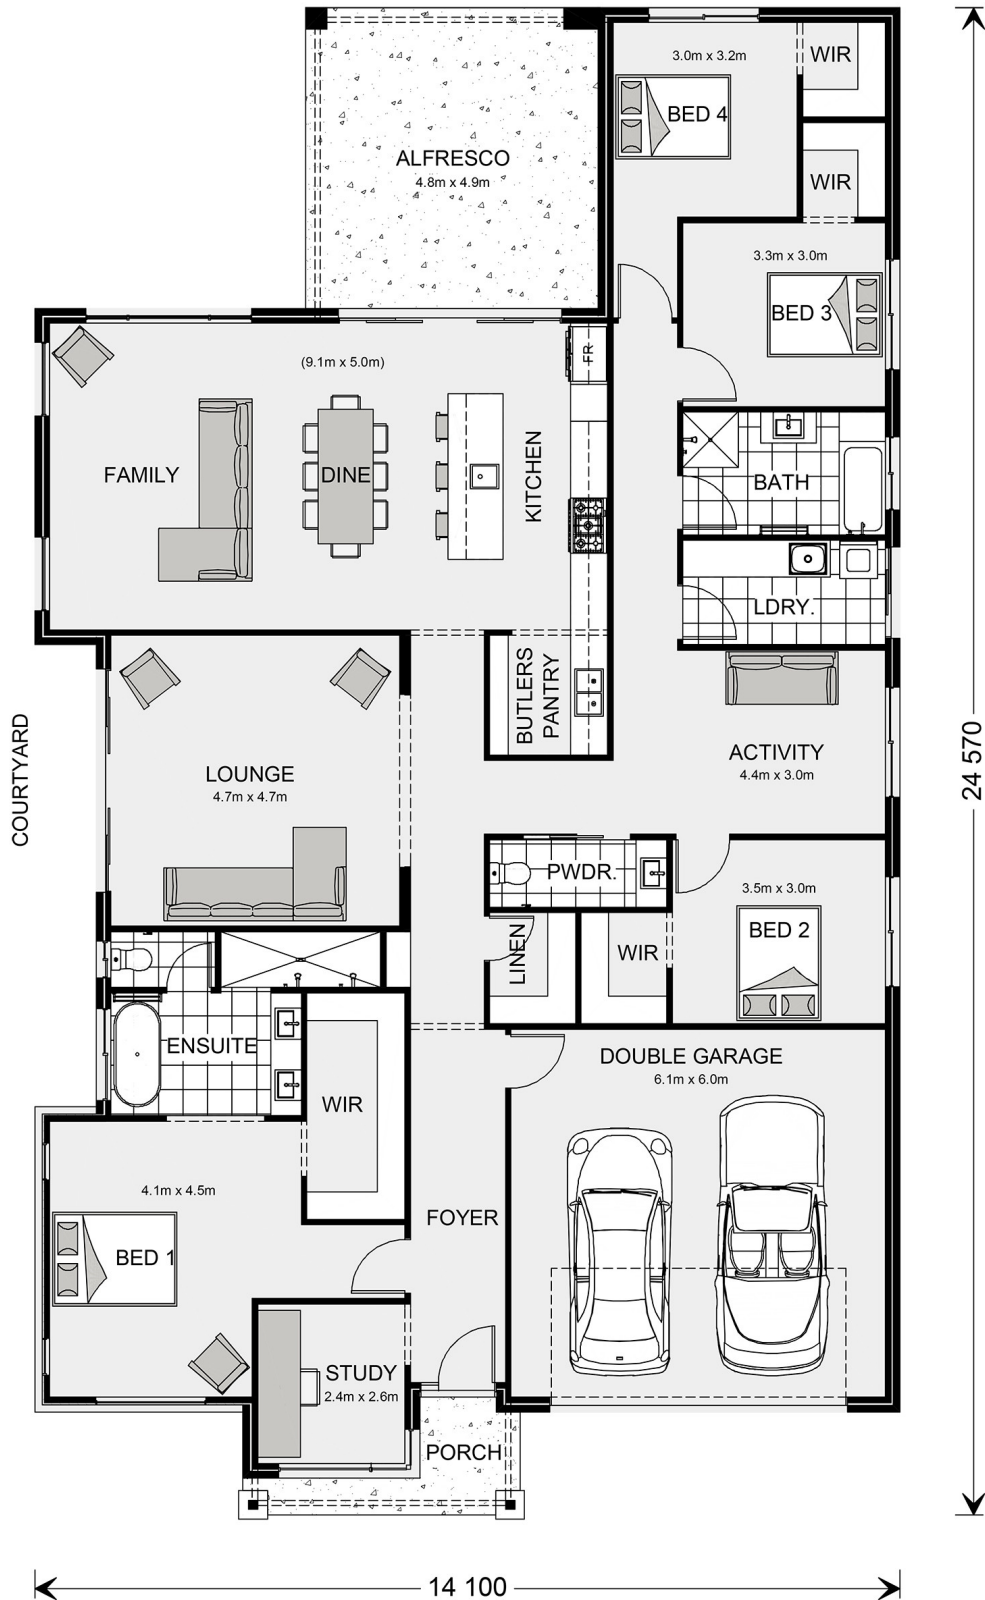 3.0m x 3.2m
WIR
BED 4
ALFRESCO
4.8m x 4.9m
WIR
3.3m x 3.0m
BED 3
(9.1m x 5.0m)
FR
FAMILY
DINE
KITCHEN
BATH
LDRY.
BUTLERS
PANTRY
COURTYARD
LOUNGE
4.7m x 4.7m
ACTIVITY
4.4m x 3.0m
24 570
PWDR.
3.5m x 3.0m
BED 2
LINEN
WIR
ENSUITE
DOUBLE GARAGE
6.1m x 6.0m
WIR
4.1m x 4.5m
BED 1
FOYER
STUDY
2.4m x 2.6m
PORCH
14 100